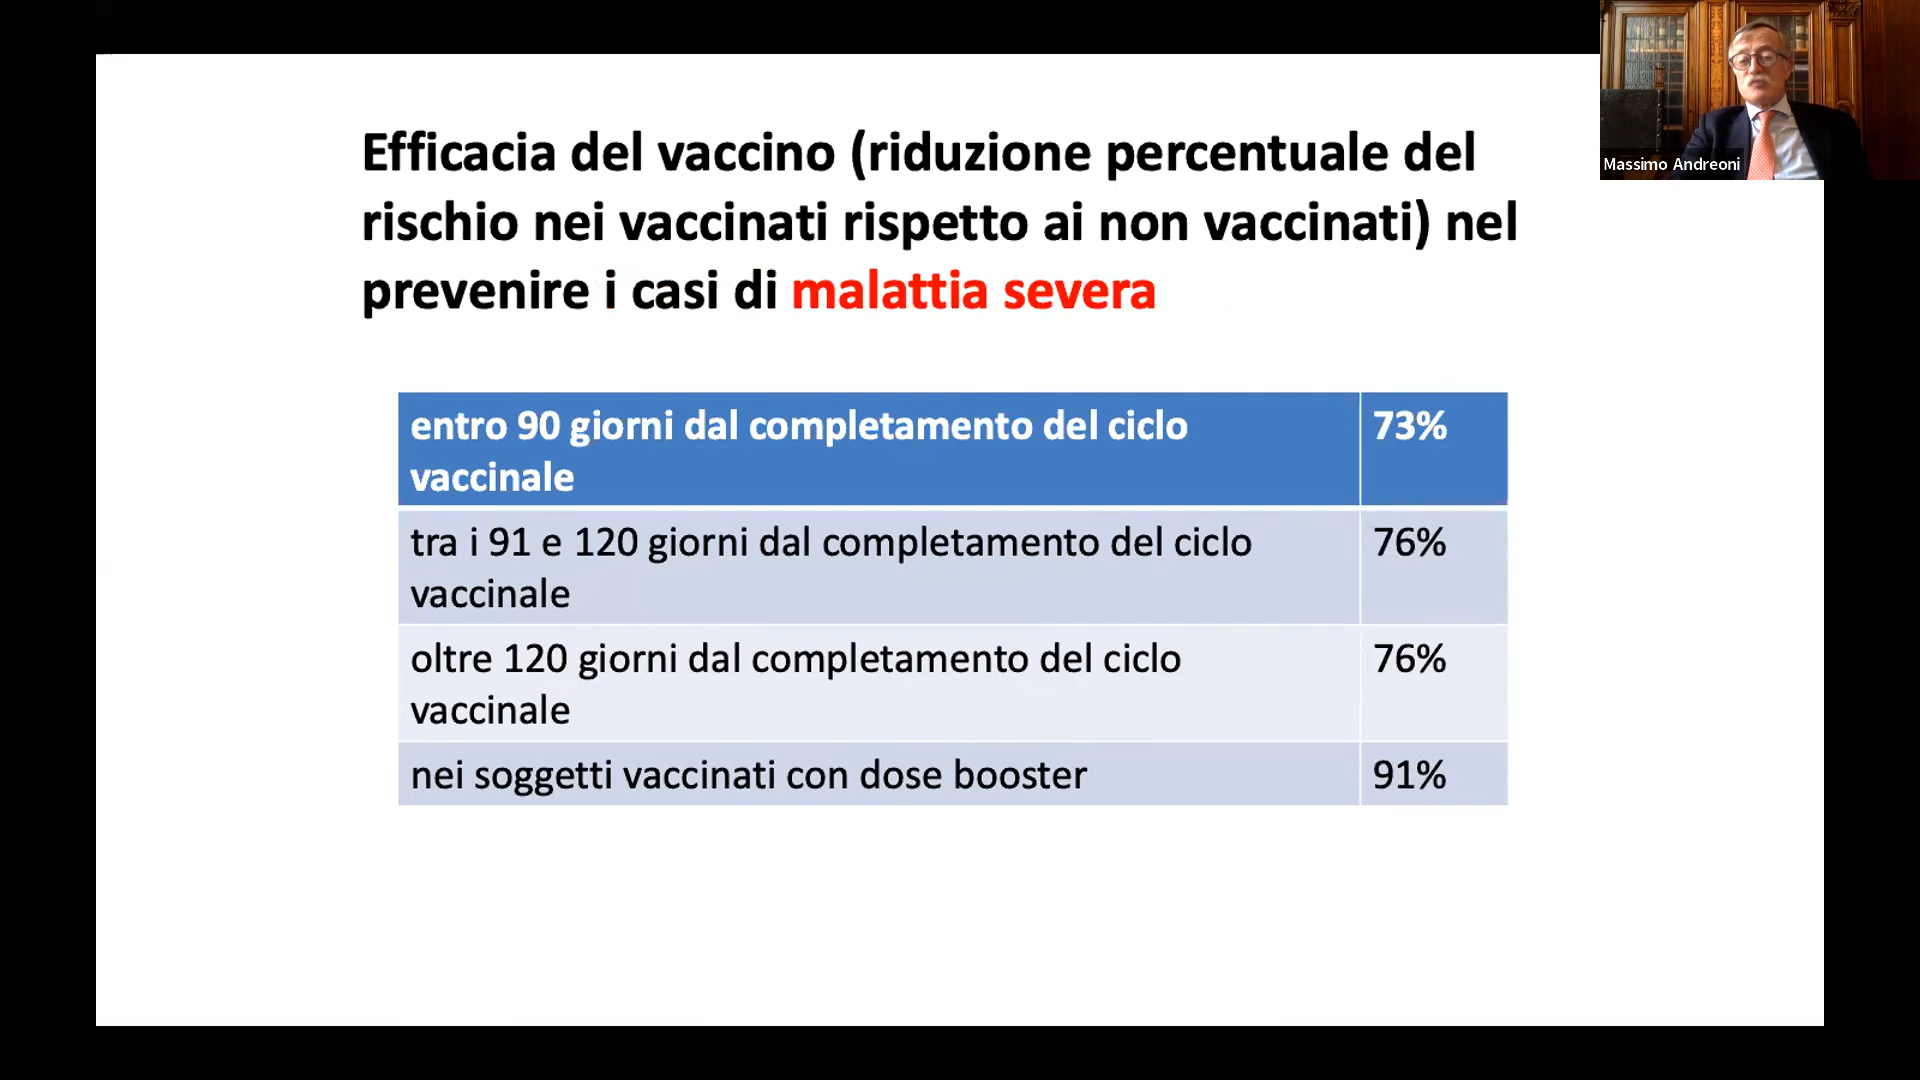 Efficacia del vaccino (riduzione percentuale del
rischio nei vaccinati rispetto ai non vaccinati) nel
prevenire i casi di malattia severa
entro 90 giorni dal completamento del ciclo
vaccinale
73%
tra i 91 e 120 giorni dal completamento del ciclo
vaccinale
76%
oltre 120 giorni dal completamento del ciclo
vaccinale
76%
nei soggetti vaccinati con dose booster
91%
Massimo Andreoni